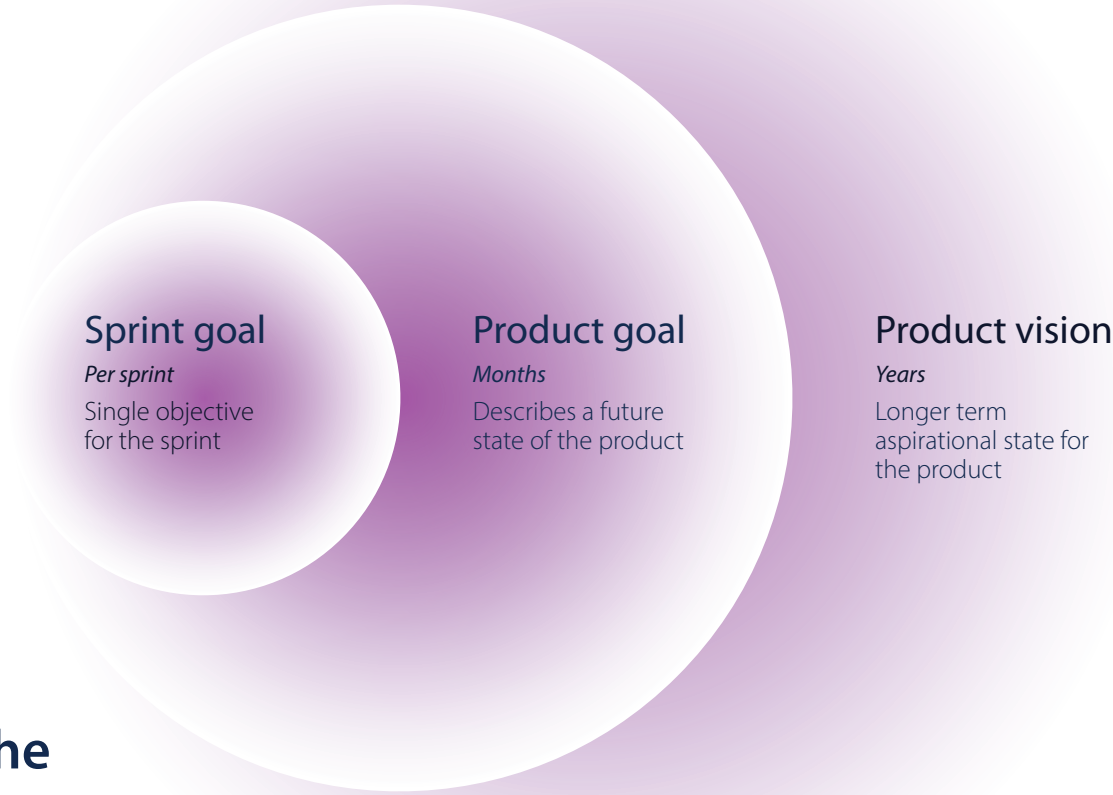 Sprint goal
Per sprint
Single objective
for the sprint
Product goal
Months
Describes a future
state of the product
Product vision
Years
Longer term
aspirational state for
the product
he